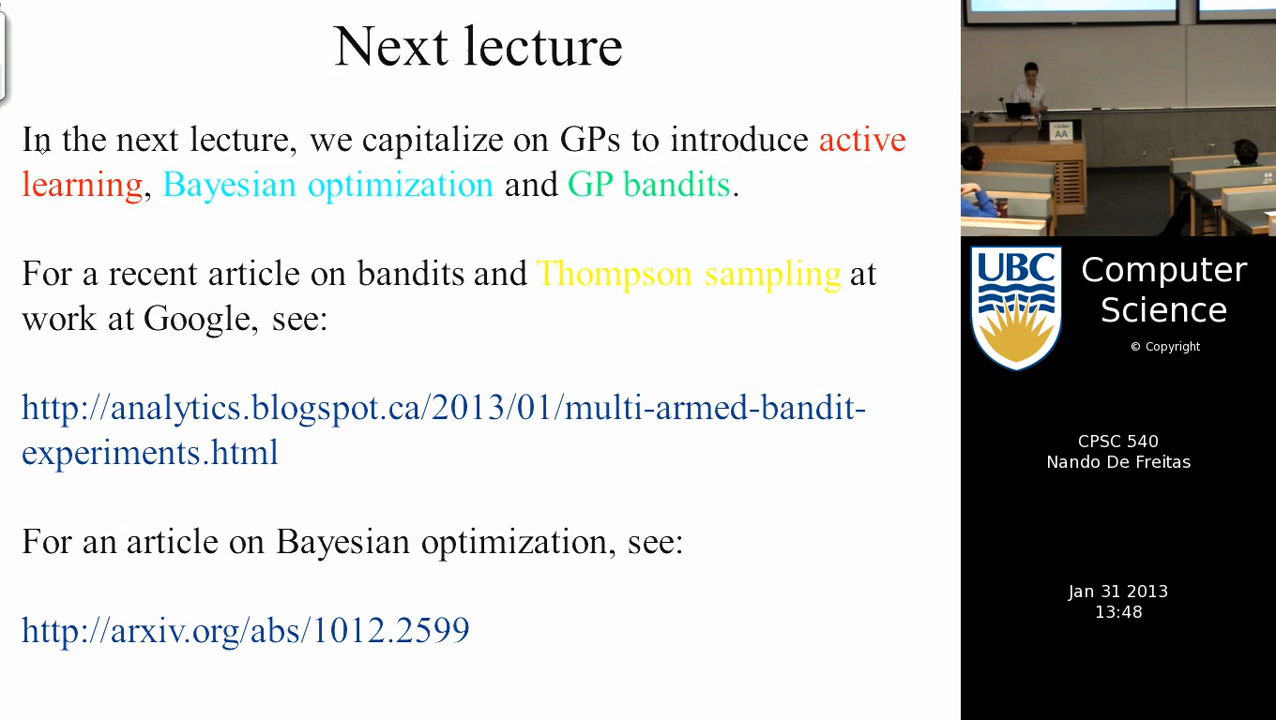 Next lecture
In the next lecture, we capitalize on GPs to introduce active
learning, Bayesian optimization and GP bandits.
For a recent article on bandits and Thompson sampling at
work at Google, see:
http://analytics.blogspot.ca/2013/01/multi-armed-bandit-
experiments.html
For an article on Bayesian optimization, see:
http://arxiv.org/abs/1012.2599
AA
UBC
Computer
Science
© Copyright
CPSC 540
Nando De Freitas
Jan 31 2013
13:48